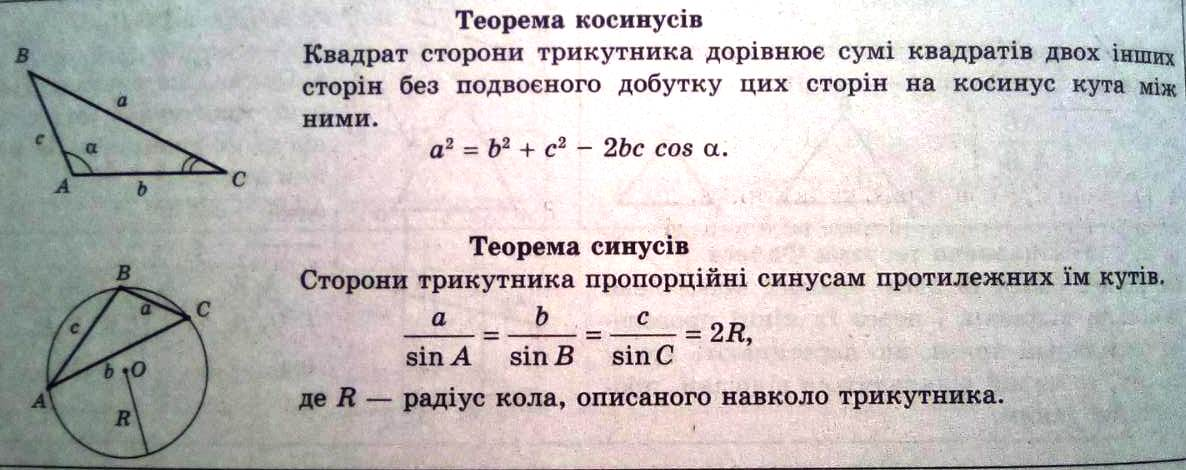 Теорема косинусів
Квадрат сторони трикутника дорівнює сумі квадратів двох інших
сторін без подвоєного добутку цих сторін на косинус кута між
ними.
a² = b² + c² − 2bc cos α.
B
a
c
α
A
b
C
Теорема синусів
Сторони трикутника пропорційні синусам протилежних їм кутів.
a/sin A = b/sin B = c/sin C = 2R,
де R — радіус кола, описаного навколо трикутника.
B
a
C
c
b
O
A
R